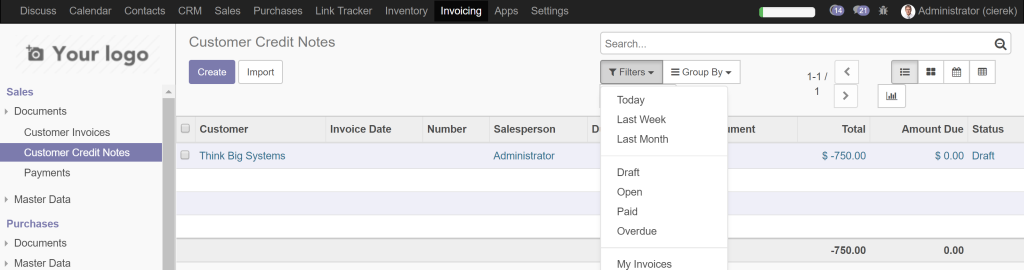 Discuss Calendar Contacts CRM Sales Purchases Link Tracker Inventory Invoicing Apps Settings 14 21 Administrator (cierek)
Your logo
Customer Credit Notes
Search...
Create Import
Filters Group By
1-1 / 1
Sales
Documents
Customer Invoices
Customer Credit Notes
Payments
Master Data
Purchases
Documents
Master Data
Today
Last Week
Last Month
Draft
Open
Paid
Overdue
My Invoices
Customer Invoice Date Number Salesperson D ument Total Amount Due Status
Think Big Systems Administrator $ -750.00 $ 0.00 Draft
-750.00 0.00